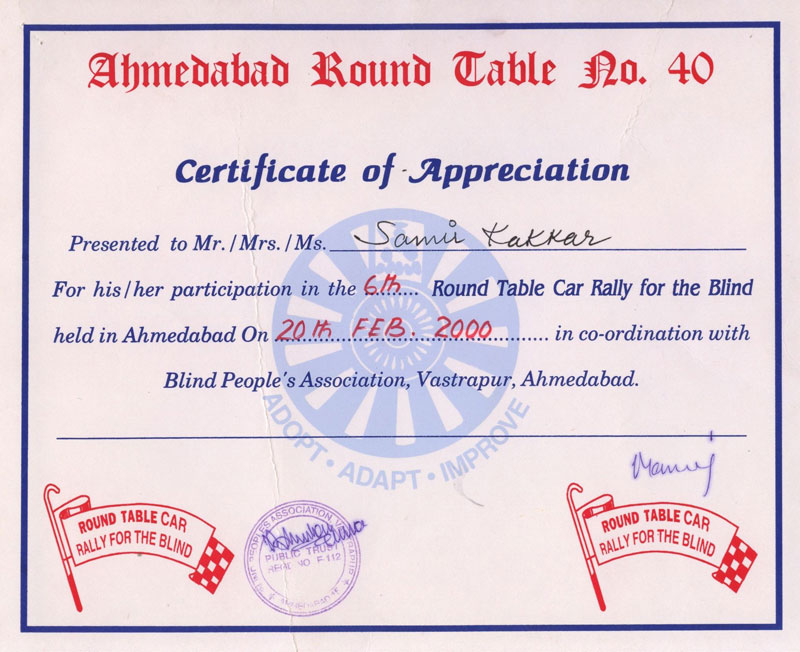 Ahmedabad Round Table No. 40
Certificate of Appreciation
Presented to Mr./Mrs./Ms. Samir Kakkar
For his/her participation in the 6th Round Table Car Rally for the Blind
held in Ahmedabad On 20th FEB. 2000 in co-ordination with
Blind People's Association, Vastrapur, Ahmedabad.
ADOPT • ADAPT • IMPROVE
ROUND TABLE CAR
RALLY FOR THE BLIND
PUBLIC TRUST
NO F-112
ROUND TABLE CAR
RALLY FOR THE BLIND